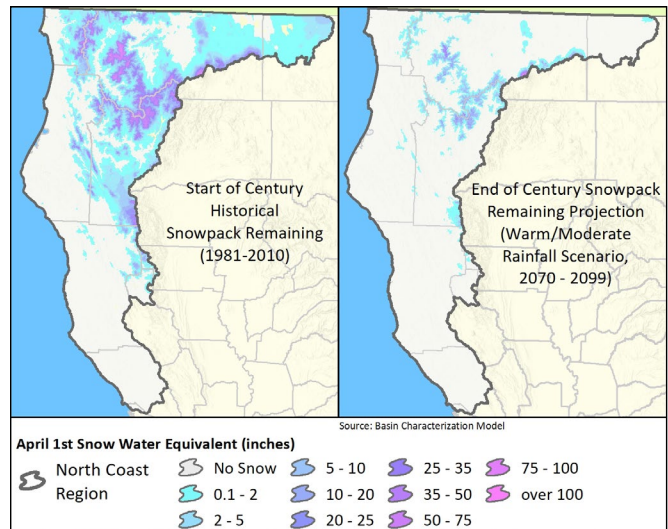 Start of Century
Historical
Snowpack Remaining
(1981-2010)
End of Century Snowpack
Remaining Projection
(Warm/Moderate
Rainfall Scenario,
2070 - 2099)
Source: Basin Characterization Model
April 1st Snow Water Equivalent (inches)
North Coast
Region
No Snow
0.1 - 2
2 - 5
5 - 10
10 - 20
20 - 25
25 - 35
35 - 50
50 - 75
75 - 100
over 100